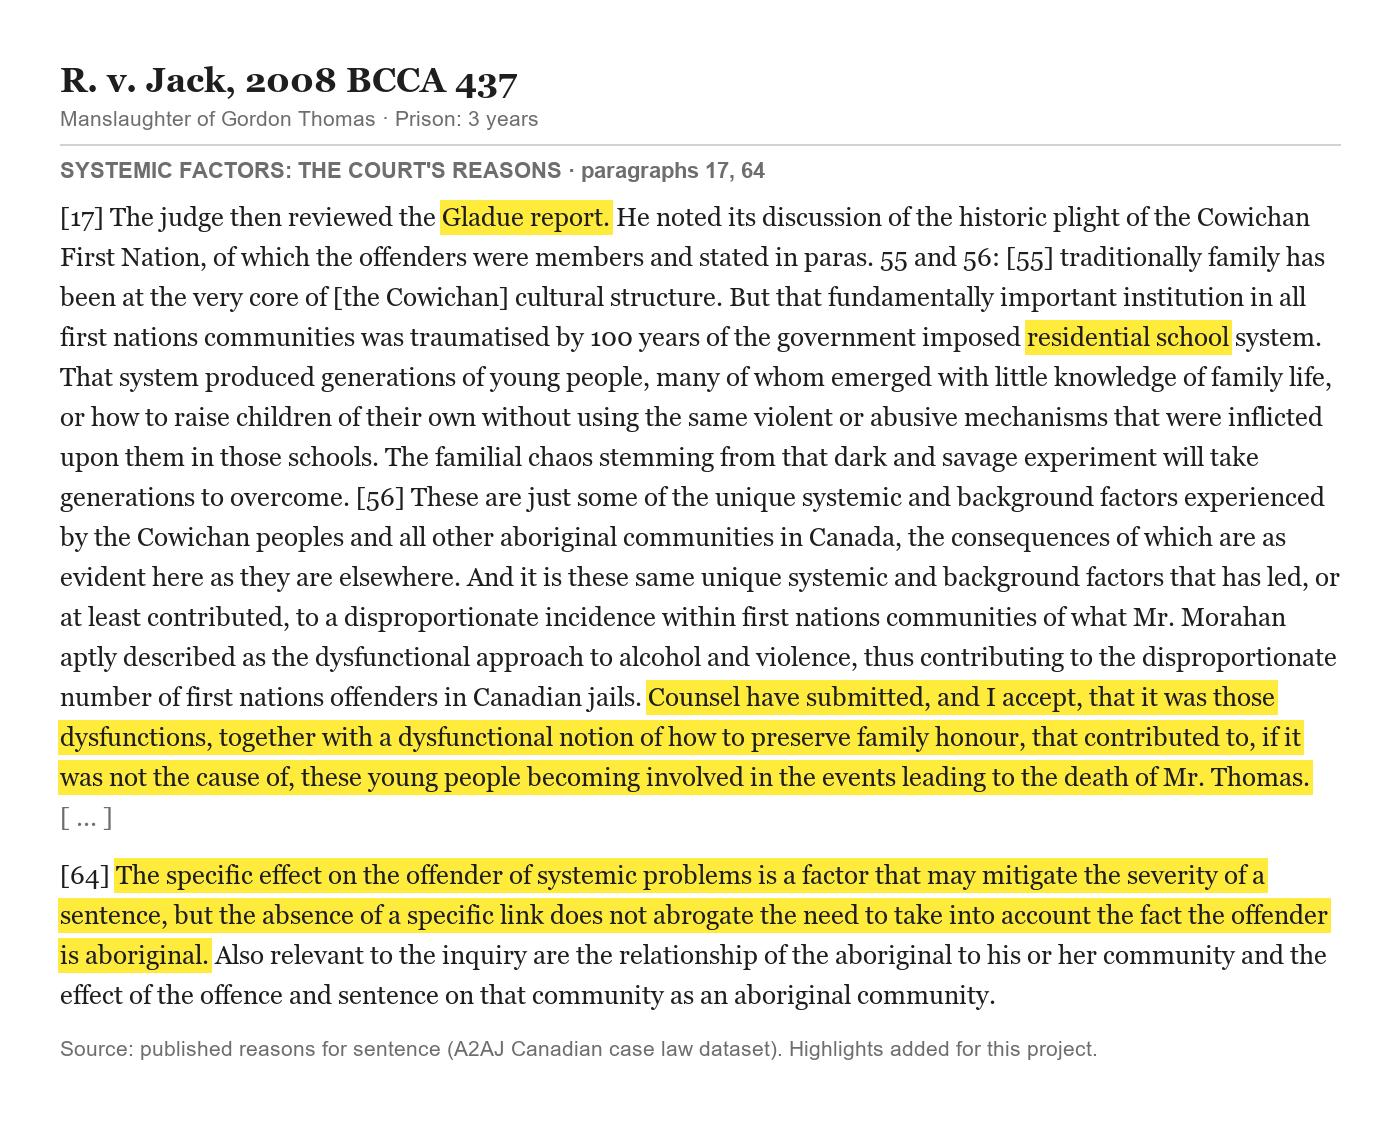 R. v. Jack, 2008 BCCA 437
Manslaughter of Gordon Thomas · Prison: 3 years
SYSTEMIC FACTORS: THE COURT'S REASONS · paragraphs 17, 64
[17] The judge then reviewed the Gladue report. He noted its discussion of the historic plight of the Cowichan
First Nation, of which the offenders were members and stated in paras. 55 and 56: [55] traditionally family has
been at the very core of [the Cowichan] cultural structure. But that fundamentally important institution in all
first nations communities was traumatised by 100 years of the government imposed residential school system.
That system produced generations of young people, many of whom emerged with little knowledge of family life,
or how to raise children of their own without using the same violent or abusive mechanisms that were inflicted
upon them in those schools. The familial chaos stemming from that dark and savage experiment will take
generations to overcome. [56] These are just some of the unique systemic and background factors experienced
by the Cowichan peoples and all other aboriginal communities in Canada, the consequences of which are as
evident here as they are elsewhere. And it is these same unique systemic and background factors that has led, or
at least contributed, to a disproportionate incidence within first nations communities of what Mr. Morahan
aptly described as the dysfunctional approach to alcohol and violence, thus contributing to the disproportionate
number of first nations offenders in Canadian jails. Counsel have submitted, and I accept, that it was those
dysfunctions, together with a dysfunctional notion of how to preserve family honour, that contributed to, if it
was not the cause of, these young people becoming involved in the events leading to the death of Mr. Thomas.
[ ... ]
[64] The specific effect on the offender of systemic problems is a factor that may mitigate the severity of a
sentence, but the absence of a specific link does not abrogate the need to take into account the fact the offender
is aboriginal. Also relevant to the inquiry are the relationship of the aboriginal to his or her community and the
effect of the offence and sentence on that community as an aboriginal community.
Source: published reasons for sentence (A2AJ Canadian case law dataset). Highlights added for this project.